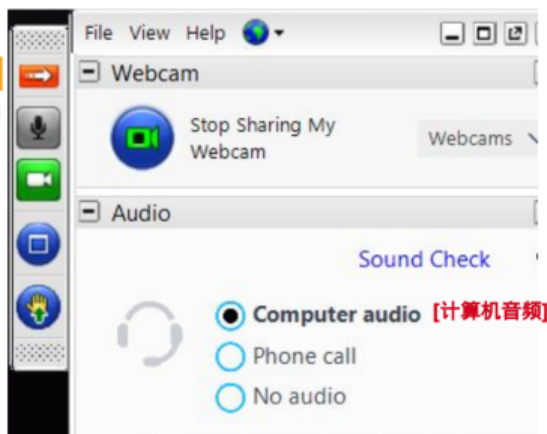 File View Help
Webcam
Stop Sharing My
Webcam
Webcams
Audio
Sound Check
Computer audio [计算机音频]
Phone call
No audio